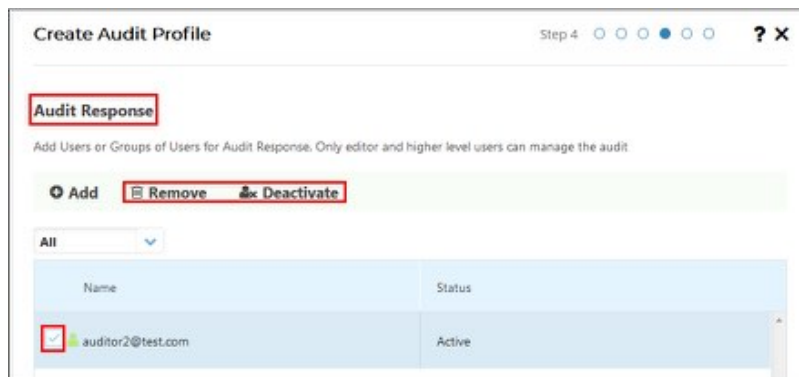 Create Audit Profile Step 4 ? X
Audit Response
Add Users or Groups of Users for Audit Response. Only editor and higher level users can manage the audit
Add Remove Deactivate
All
Name Status
auditor2@test.com Active